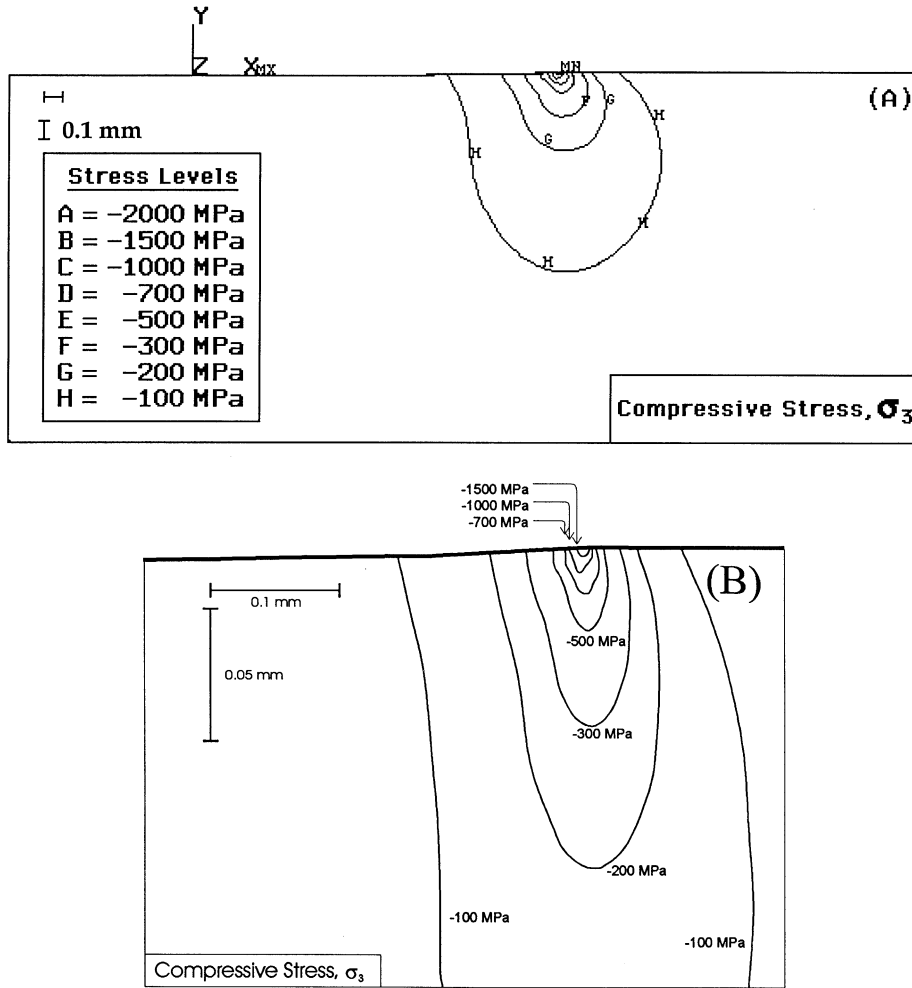 Y
Z X MX MN
(A)
0.1 mm
Stress Levels
A = -2000 MPa
B = -1500 MPa
C = -1000 MPa
D = -700 MPa
E = -500 MPa
F = -300 MPa
G = -200 MPa
H = -100 MPa
F G
H
G
H
H
H
Compressive Stress, σ3
-1500 MPa
-1000 MPa
-700 MPa
(B)
0.1 mm
0.05 mm
-500 MPa
-300 MPa
-200 MPa
-100 MPa
-100 MPa
Compressive Stress, σ3